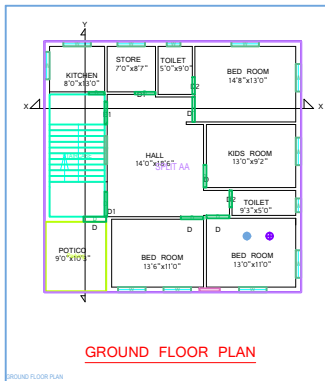 Y
W W W
STORE
7'0"x8'7"
TOILET
5'0"x9'0"
KITCHEN
8'0"x13'0"
BED ROOM
14'8"x13'0"
D2
D1
X X
D1
D
KIDS ROOM
13'0"x9'2"
HALL
14'0"x18'6"
SPLIT AA
D
D2
TOILET
9'3"x5'0"
D1
D D D
POTICO
9'0"x10'3"
BED ROOM
13'6"x11'0"
BED ROOM
13'0"x11'0"
W W W
Y
GROUND FLOOR PLAN
GROUND FLOOR PLAN